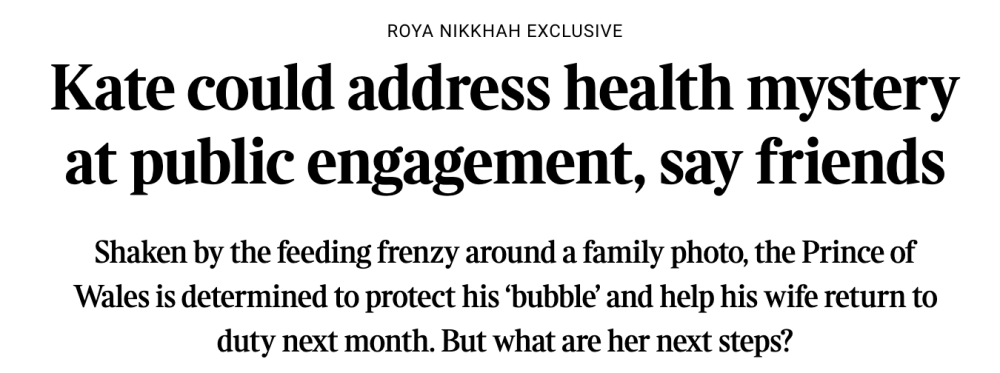 ROYA NIKKHAH EXCLUSIVE
Kate could address health mystery
at public engagement, say friends
Shaken by the feeding frenzy around a family photo, the Prince of
Wales is determined to protect his ‘bubble’ and help his wife return to
duty next month. But what are her next steps?